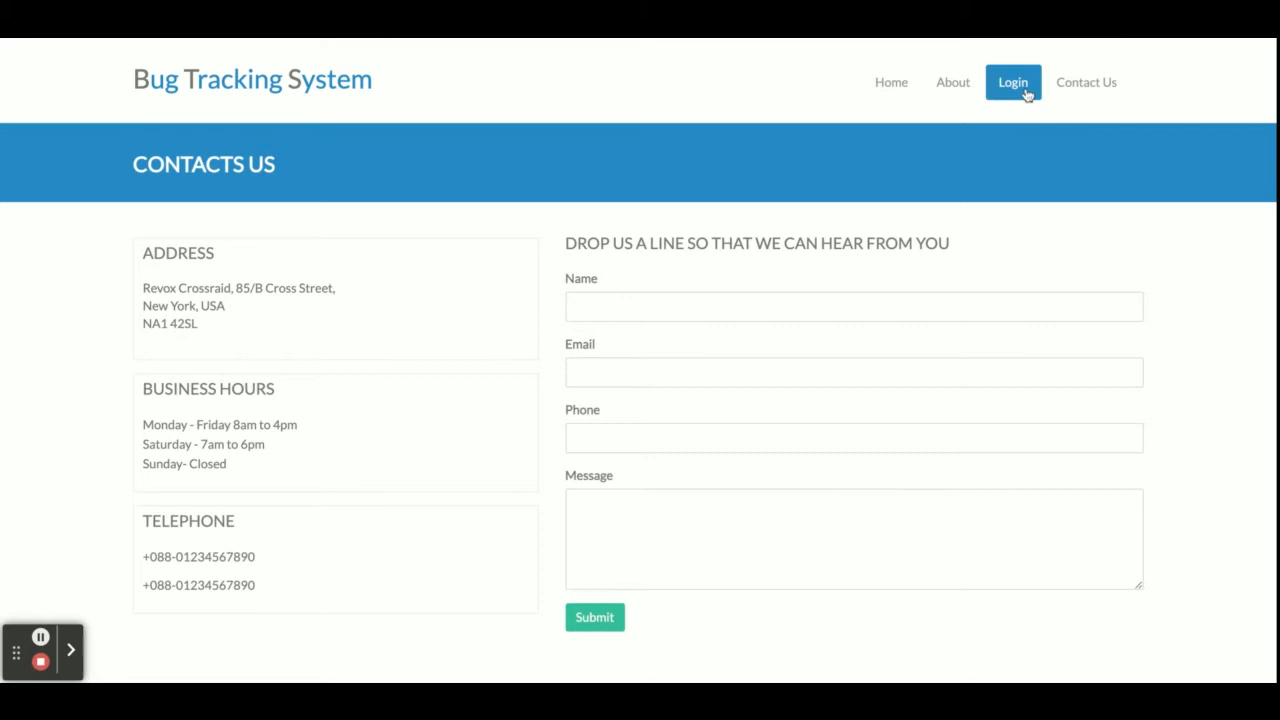 Bug Tracking System
Home About Login Contact Us
CONTACTS US
ADDRESS
Revox Crossraid, 85/B Cross Street,
New York, USA
NA1 42SL
BUSINESS HOURS
Monday - Friday 8am to 4pm
Saturday - 7am to 6pm
Sunday- Closed
TELEPHONE
+088-01234567890
+088-01234567890
DROP US A LINE SO THAT WE CAN HEAR FROM YOU
Name
Email
Phone
Message
Submit